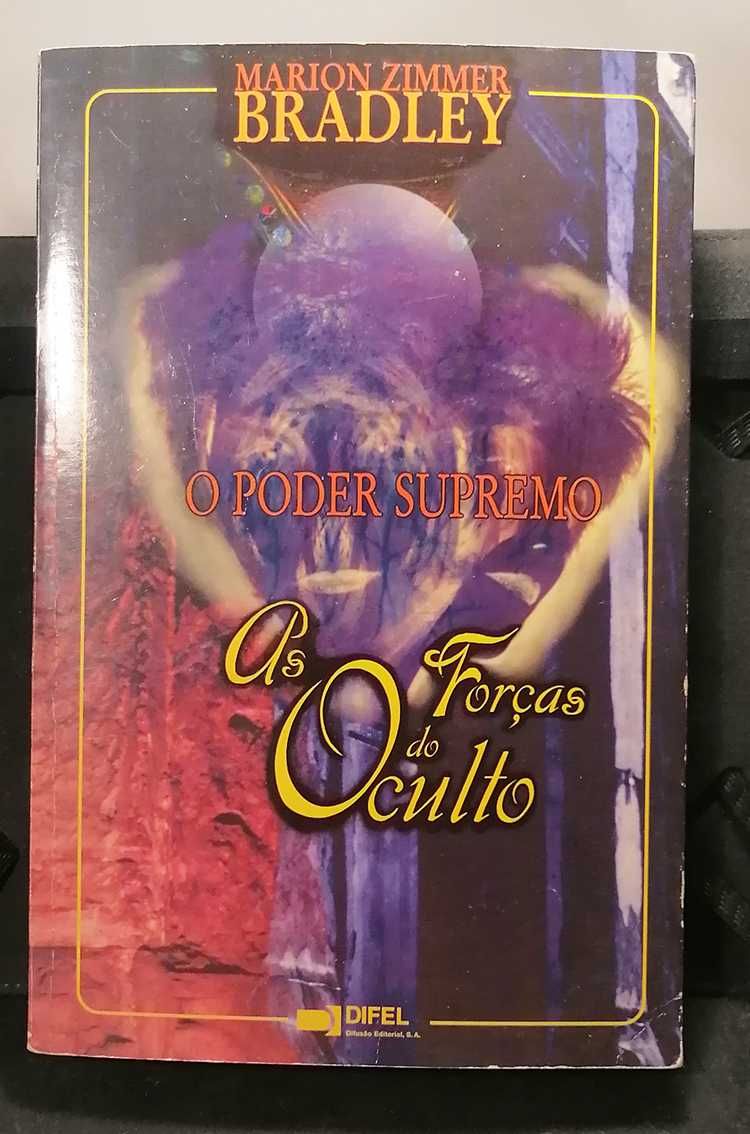 MARION ZIMMER
BRADLEY
O PODER SUPREMO
As Forças
do
Oculto
DIFEL
Difusão Editorial, S. A.